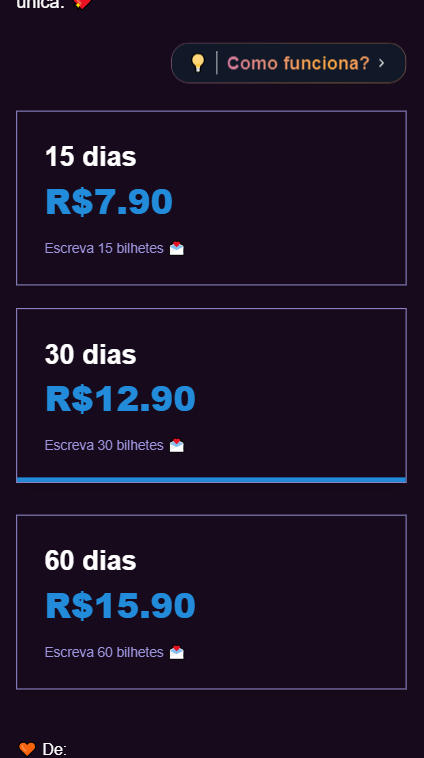 única. 💖
💡 | Como funciona? ›
15 dias
R$7.90
Escreva 15 bilhetes 💌
30 dias
R$12.90
Escreva 30 bilhetes 💌
60 dias
R$15.90
Escreva 60 bilhetes 💌
🧡 De: